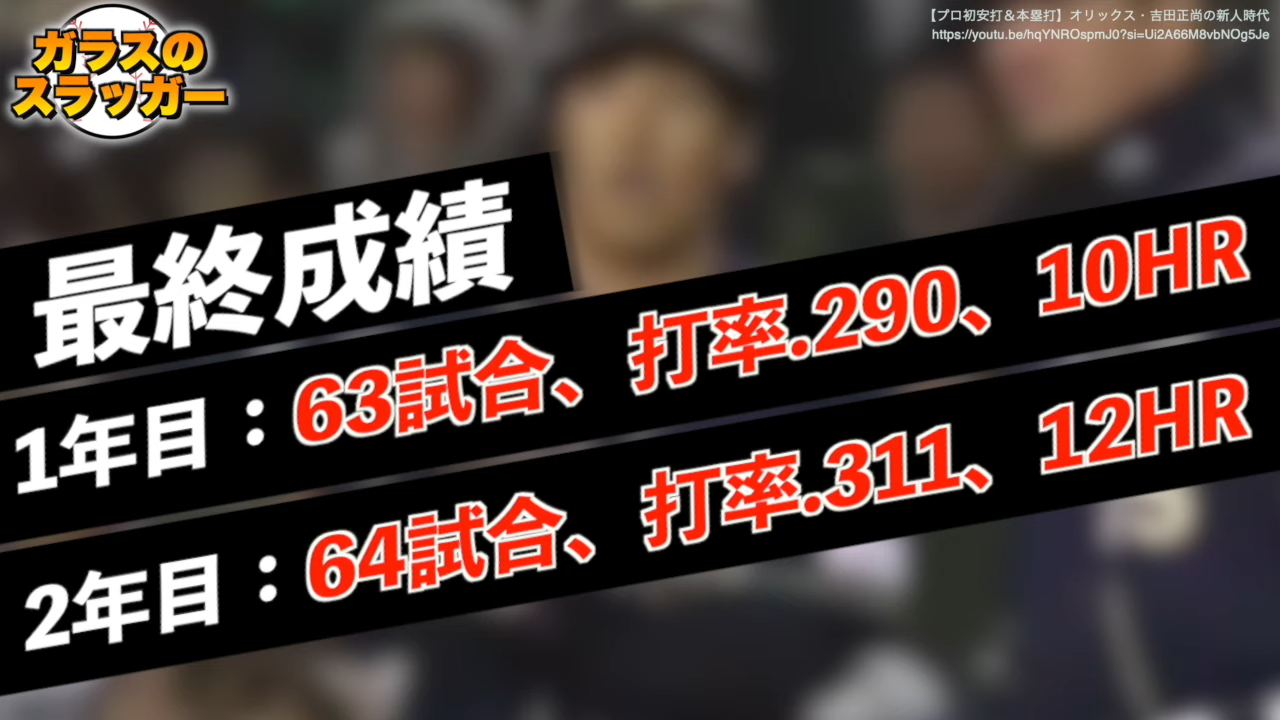 ガラスの
スラッガー
【プロ初安打＆本塁打】オリックス・吉田正尚の新人時代
https://youtu.be/hqYNROspmJ0?si=Ui2A66M8vbNOg5Je
最終成績
1年目：63試合、打率.290、10HR
2年目：64試合、打率.311、12HR